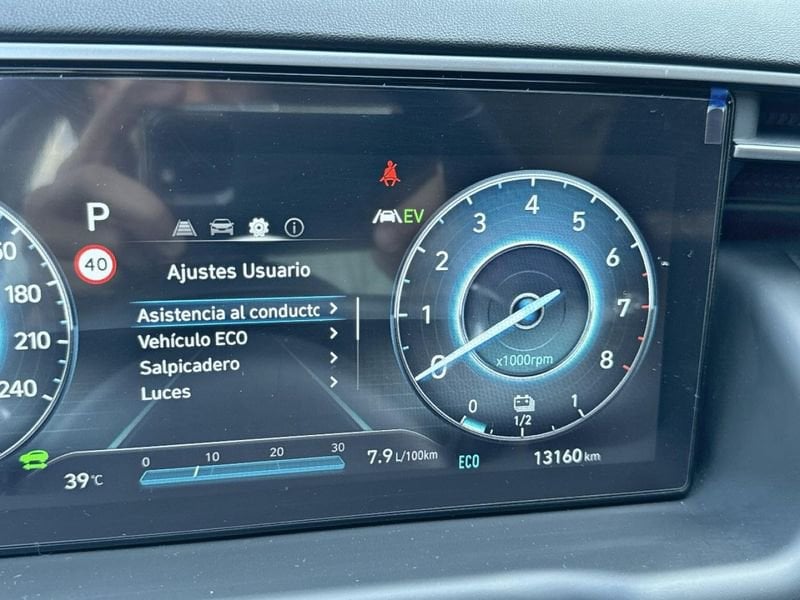 P
40
Ajustes Usuario
Asistencia al conducto
Vehículo ECO
Salpicadero
Luces
180
210
240
EV
0
1
2
3
4
5
6
7
8
x1000rpm
0
1/2
1
39°C
0 10 20 30
7.9 L/100km
ECO
13160 km